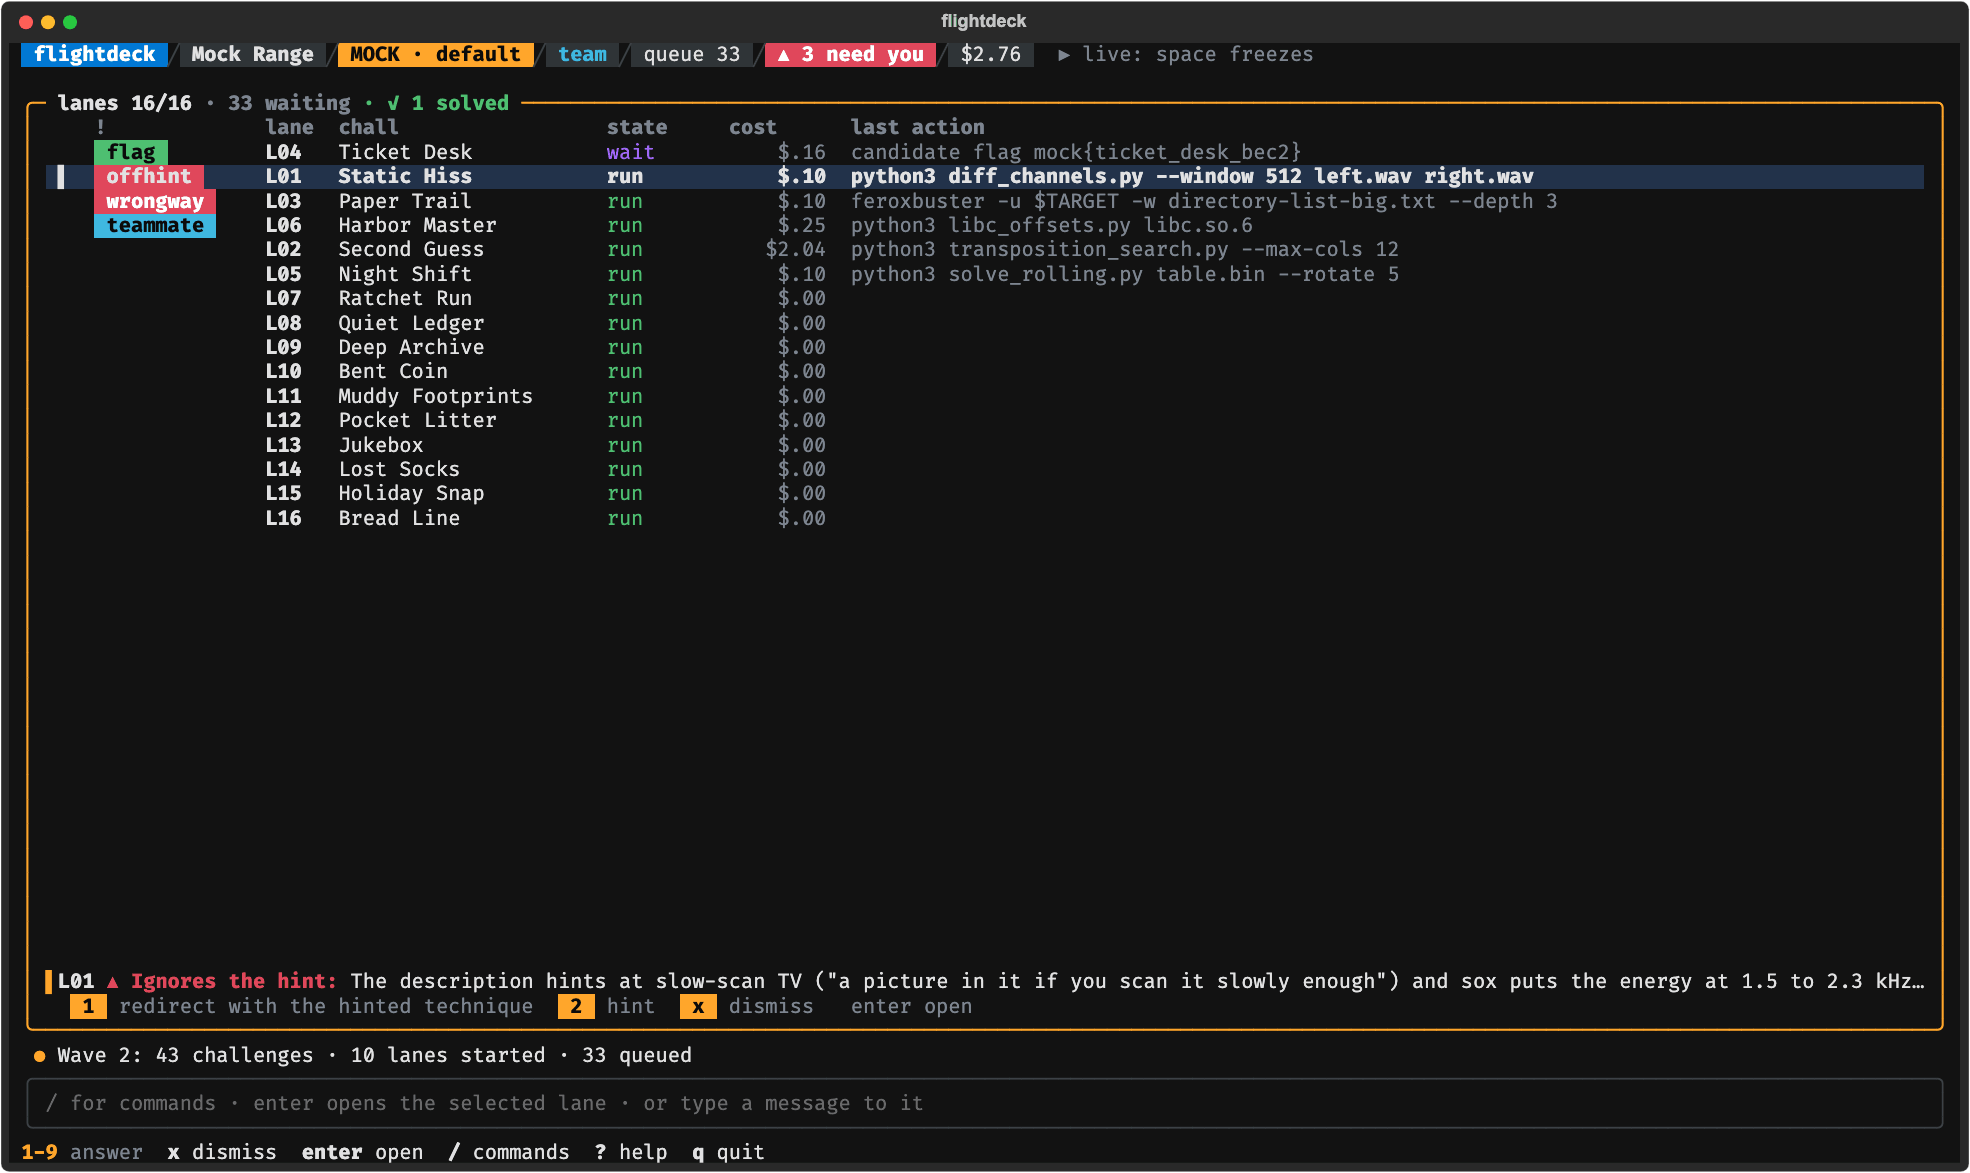 flightdeck
flightdeck / Mock Range / MOCK · default / team / queue 33 / ▲ 3 need you / $2.76 ▶ live: space freezes
lanes 16/16 · 33 waiting · √ 1 solved
! lane chall state cost last action
flag L04 Ticket Desk wait $.16 candidate flag mock{ticket_desk_bec2}
offhint L01 Static Hiss run $.10 python3 diff_channels.py --window 512 left.wav right.wav
wrongway L03 Paper Trail run $.10 feroxbuster -u $TARGET -w directory-list-big.txt --depth 3
teammate L06 Harbor Master run $.25 python3 libc_offsets.py libc.so.6
L02 Second Guess run $2.04 python3 transposition_search.py --max-cols 12
L05 Night Shift run $.10 python3 solve_rolling.py table.bin --rotate 5
L07 Ratchet Run run $.00
L08 Quiet Ledger run $.00
L09 Deep Archive run $.00
L10 Bent Coin run $.00
L11 Muddy Footprints run $.00
L12 Pocket Litter run $.00
L13 Jukebox run $.00
L14 Lost Socks run $.00
L15 Holiday Snap run $.00
L16 Bread Line run $.00
L01 ▲ Ignores the hint: The description hints at slow-scan TV ("a picture in it if you scan it slowly enough") and sox puts the energy at 1.5 to 2.3 kHz…
1 redirect with the hinted technique 2 hint x dismiss enter open
● Wave 2: 43 challenges · 10 lanes started · 33 queued
/ for commands · enter opens the selected lane · or type a message to it
1-9 answer x dismiss enter open / commands ? help q quit